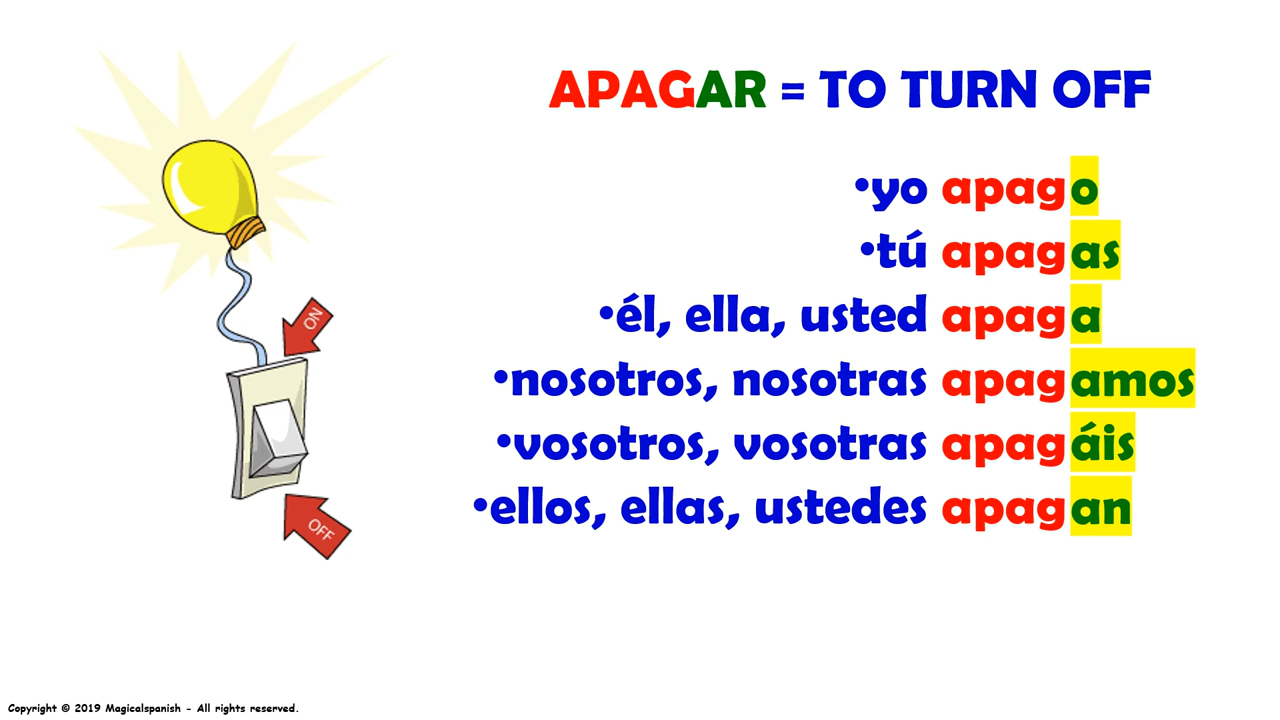 APAGAR = TO TURN OFF
•yo apago
•tú apagas
•él, ella, usted apaga
ON
•nosotros, nosotras apagamos
•vosotros, vosotras apagáis
•ellos, ellas, ustedes apagan
OFF
Copyright © 2019 Magicalspanish - All rights reserved.